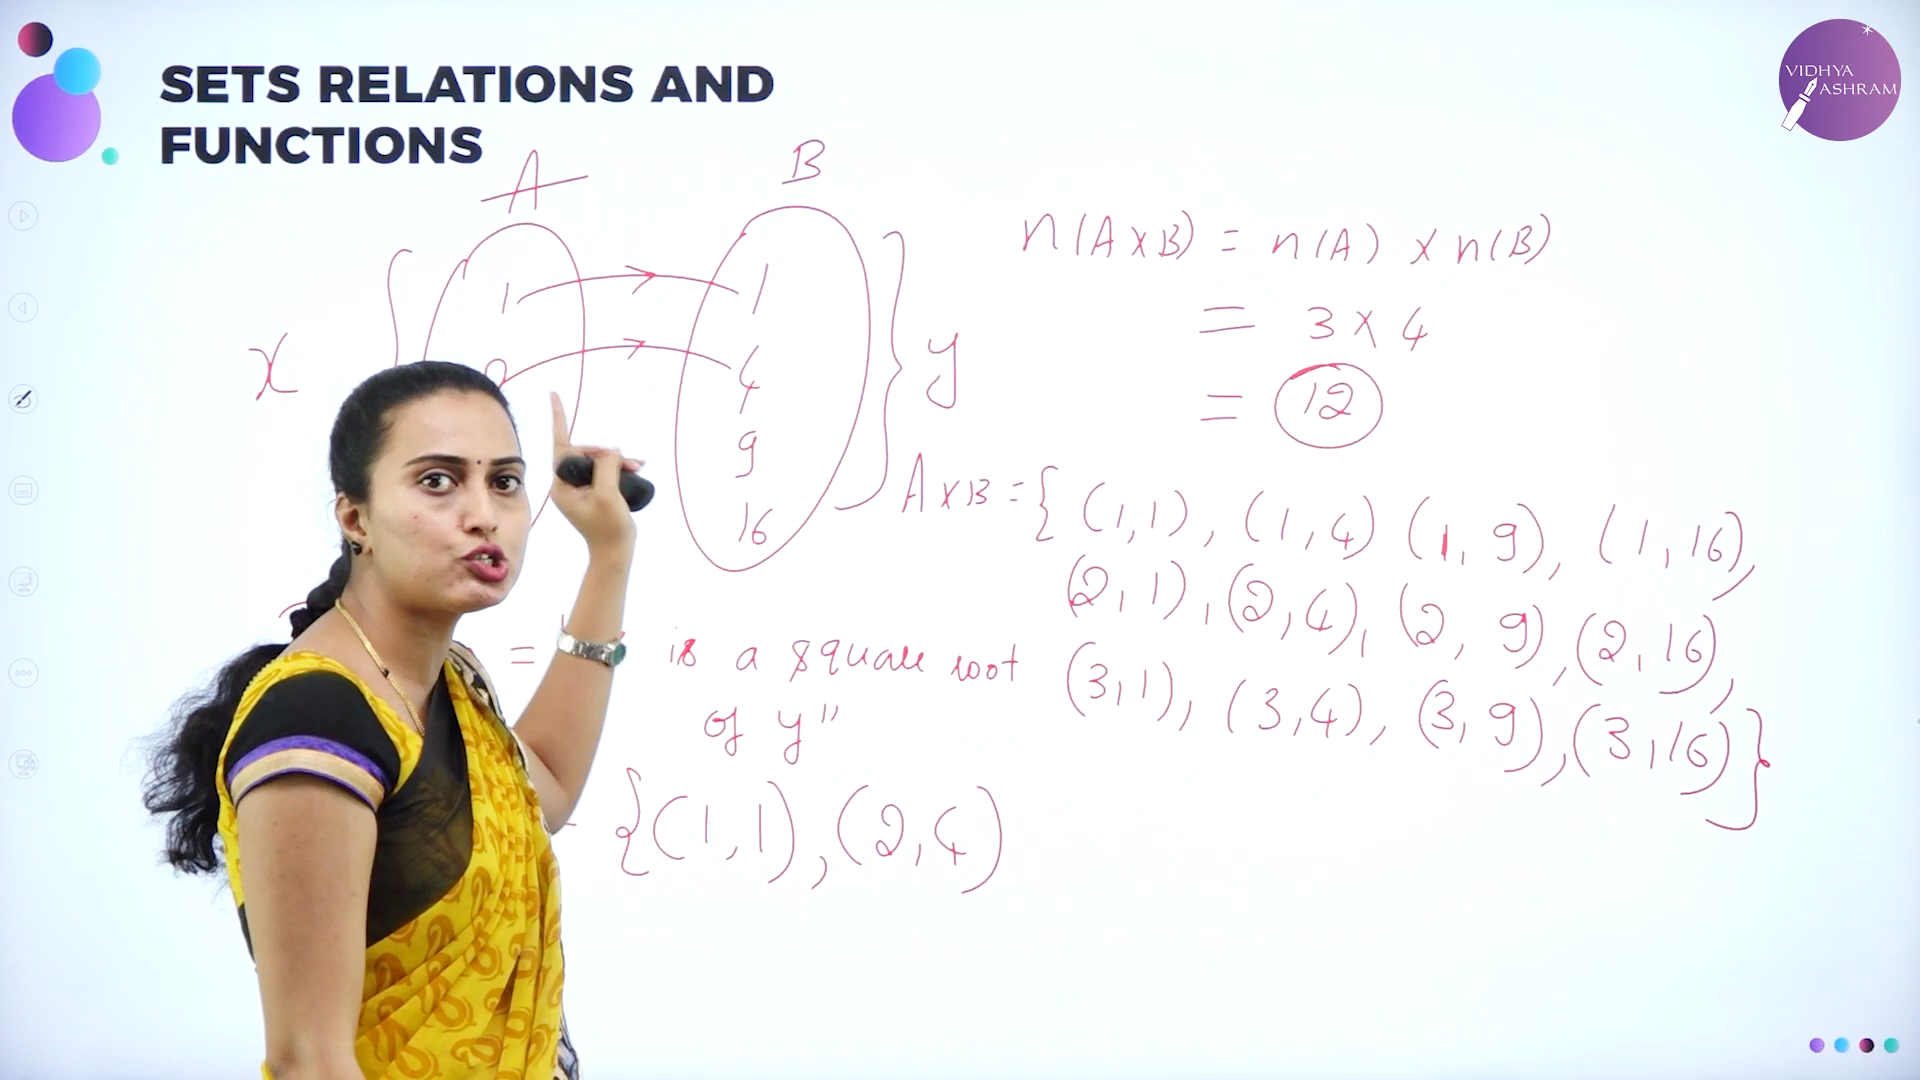 SETS RELATIONS AND
FUNCTIONS
VIDHYA
ASHRAM
A
B
x
1
1
4
9
16
y
n(A×B) = n(A) × n(B)
= 3 × 4
= 12
A×B = { (1,1), (1,4) (1,9), (1,16),
(2,1), (2,4), (2,9), (2,16),
(3,1), (3,4), (3,9), (3,16) }
= is a square root
of y"
{(1,1), (2,4)